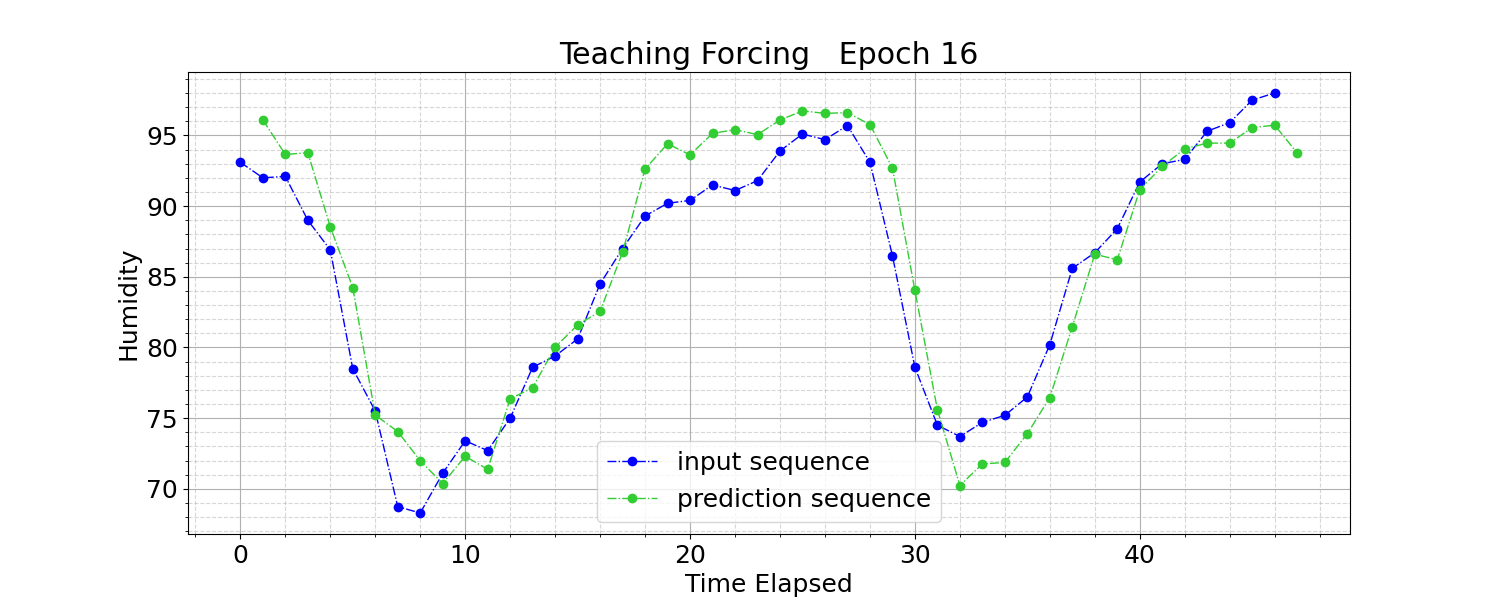 Teaching Forcing   Epoch 16
Humidity
95
90
85
80
75
70
input sequence
prediction sequence
0 10 20 30 40
Time Elapsed